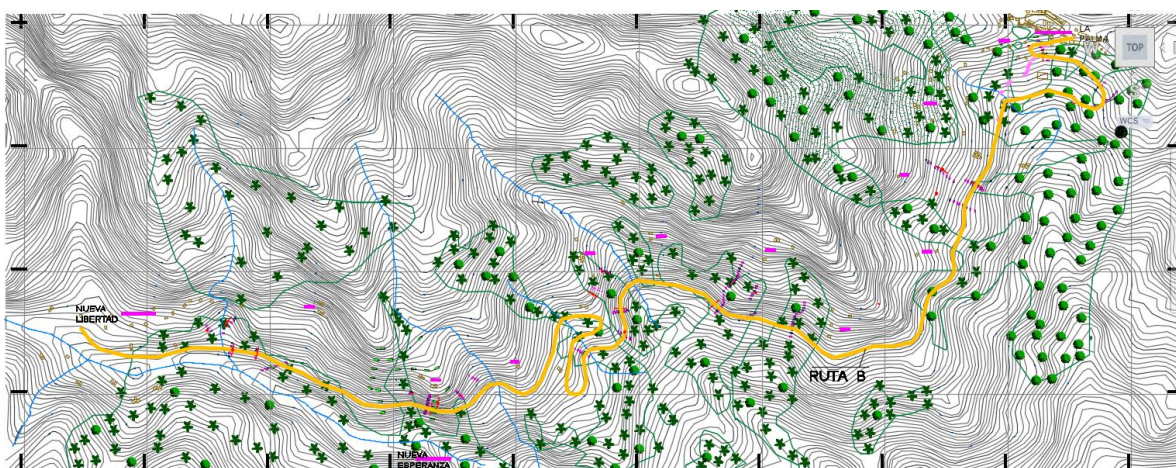 LA
PALMA
TOP
WCS
NUEVA
LIBERTAD
RUTA B
NUEVA
ESPERANZA